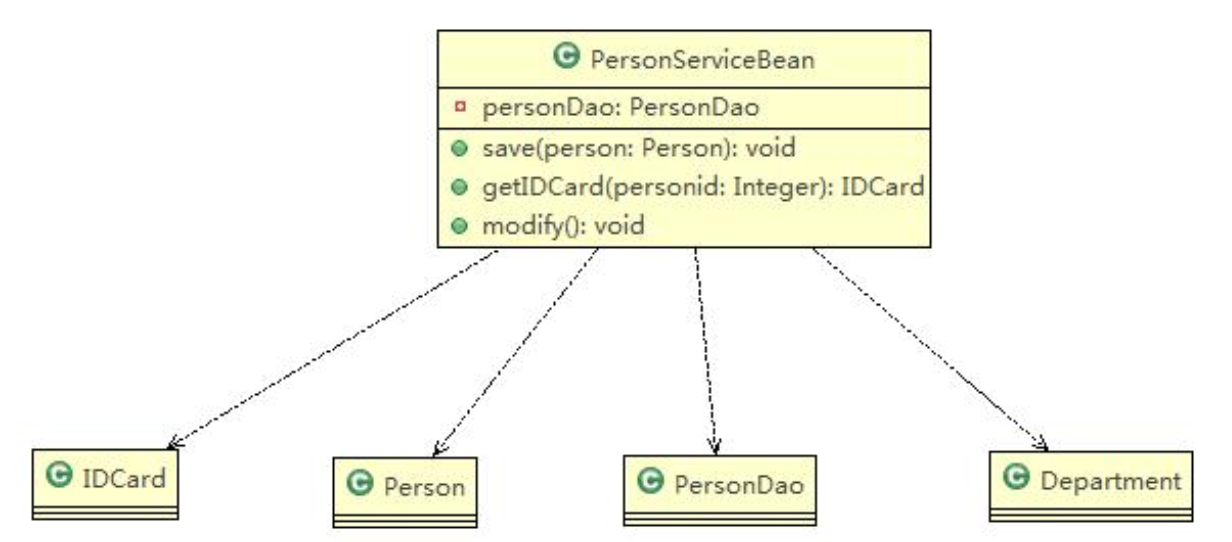 C PersonServiceBean
personDao: PersonDao
save(person: Person): void
getIDCard(personid: Integer): IDCard
modify(): void
C IDCard
C Person
C PersonDao
C Department